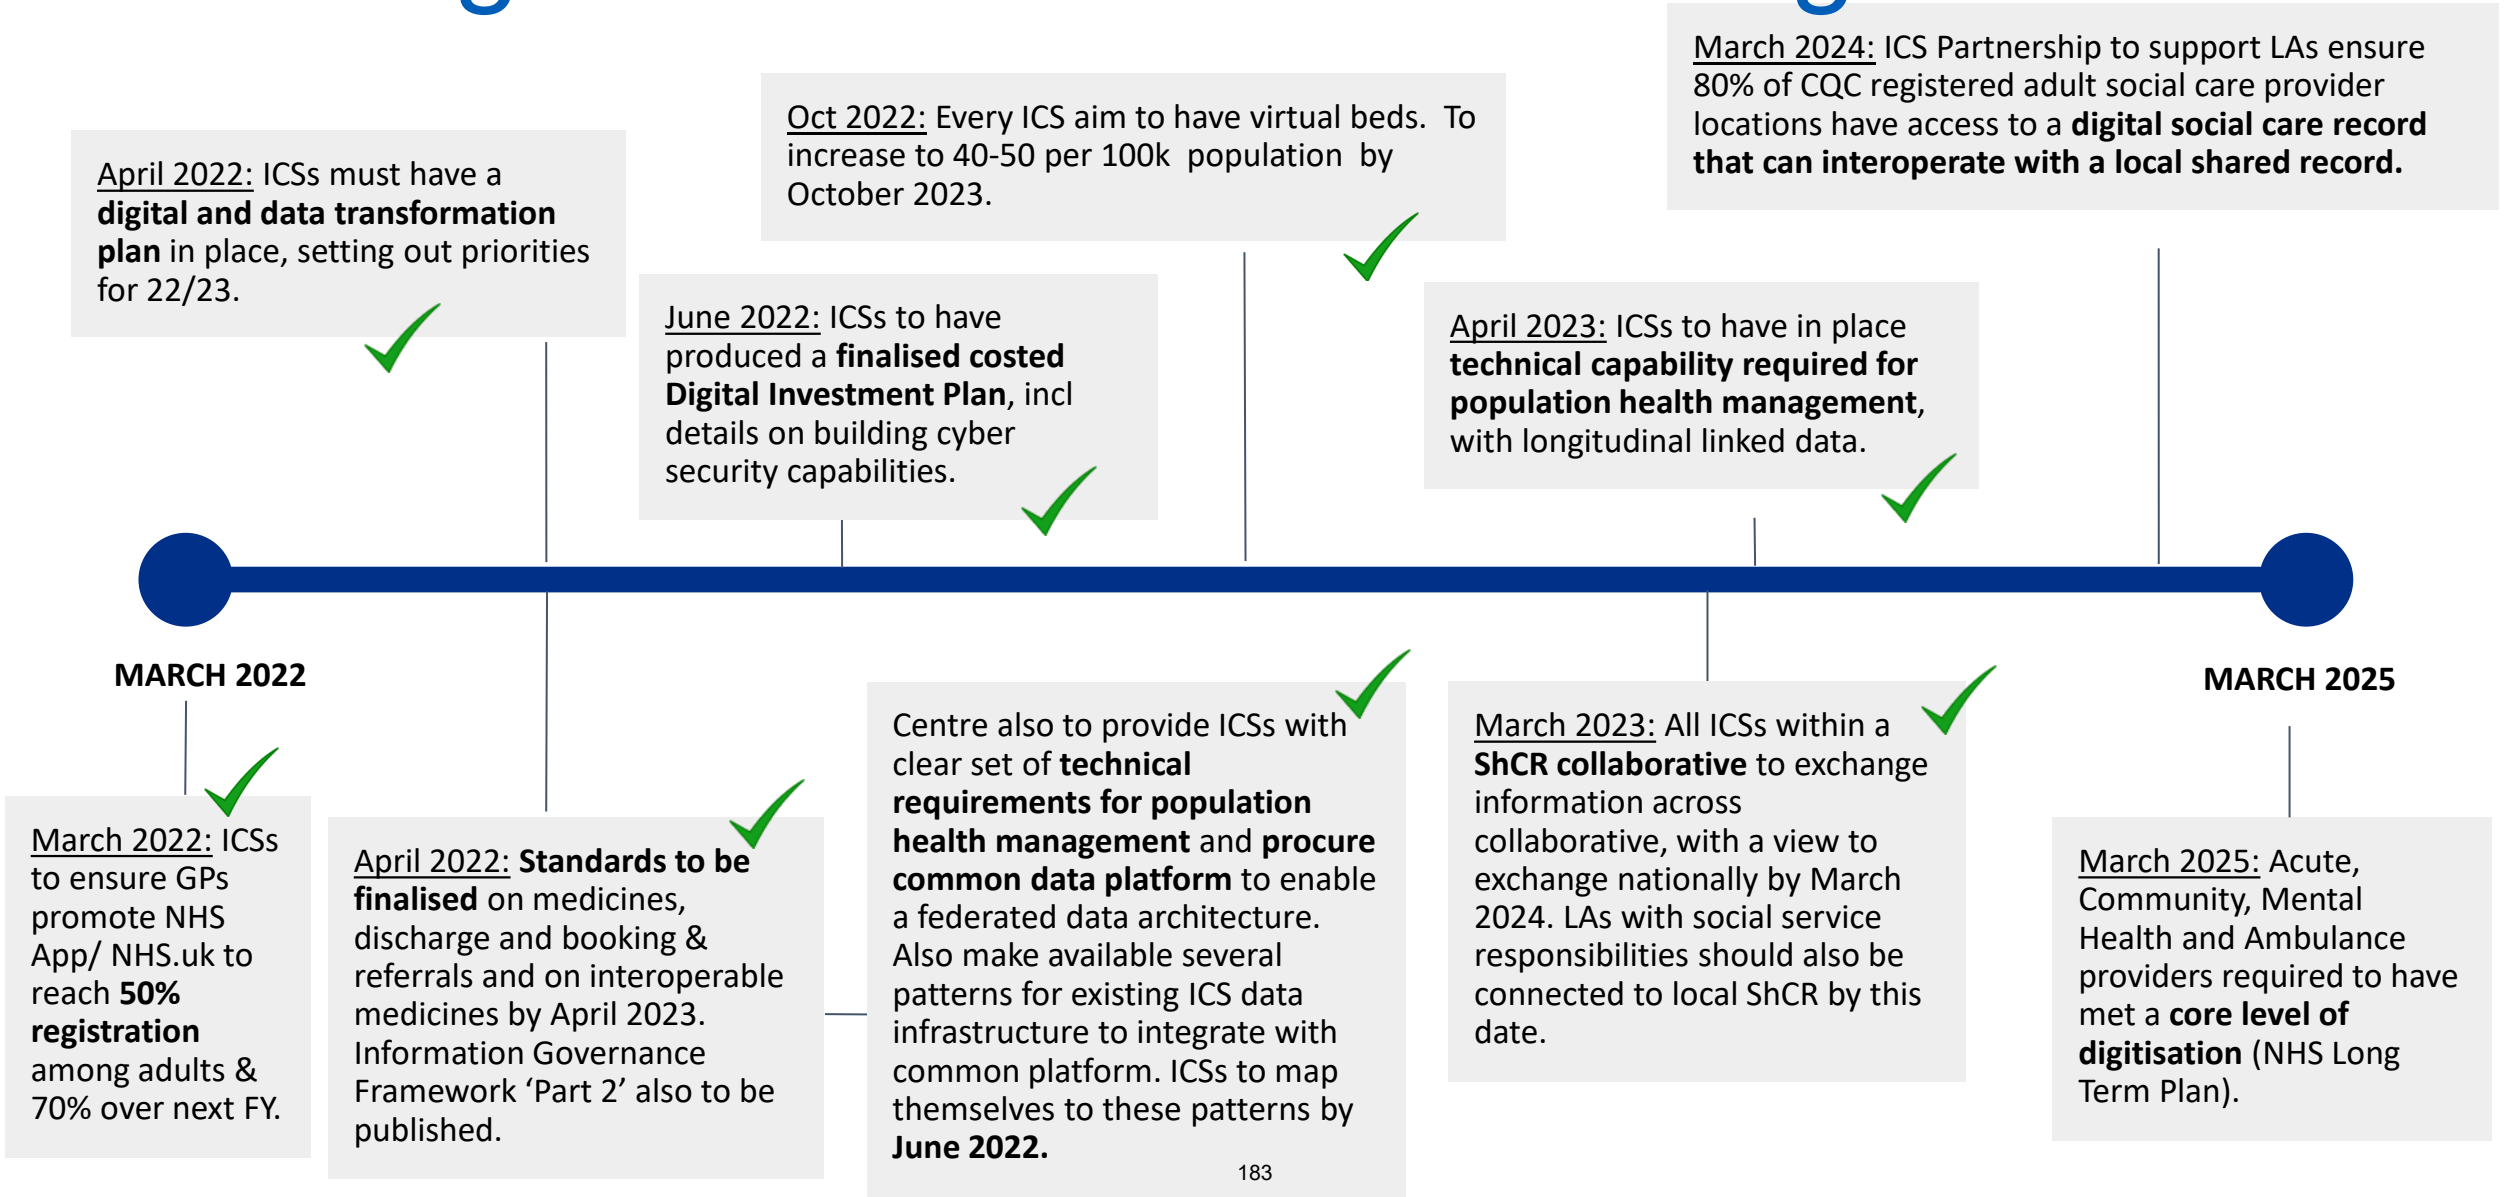 April 2022: ICSs must have a
digital and data transformation
plan in place, setting out priorities
for 22/23.
June 2022: ICSs to have
produced a finalised costed
Digital Investment Plan, incl
details on building cyber
security capabilities.
Oct 2022: Every ICS aim to have virtual beds. To
increase to 40-50 per 100k population by
October 2023.
April 2023: ICSs to have in place
technical capability required for
population health management,
with longitudinal linked data.
March 2024: ICS Partnership to support LAs ensure
80% of CQC registered adult social care provider
locations have access to a digital social care record
that can interoperate with a local shared record.
MARCH 2022
MARCH 2025
March 2022: ICSs
to ensure GPs
promote NHS
App/ NHS.uk to
reach 50%
registration
among adults &
70% over next FY.
April 2022: Standards to be
finalised on medicines,
discharge and booking &
referrals and on interoperable
medicines by April 2023.
Information Governance
Framework ‘Part 2’ also to be
published.
Centre also to provide ICSs with
clear set of technical
requirements for population
health management and procure
common data platform to enable
a federated data architecture.
Also make available several
patterns for existing ICS data
infrastructure to integrate with
common platform. ICSs to map
themselves to these patterns by
June 2022.
March 2023: All ICSs within a
ShCR collaborative to exchange
information across
collaborative, with a view to
exchange nationally by March
2024. LAs with social service
responsibilities should also be
connected to local ShCR by this
date.
March 2025: Acute,
Community, Mental
Health and Ambulance
providers required to have
met a core level of
digitisation (NHS Long
Term Plan).
183